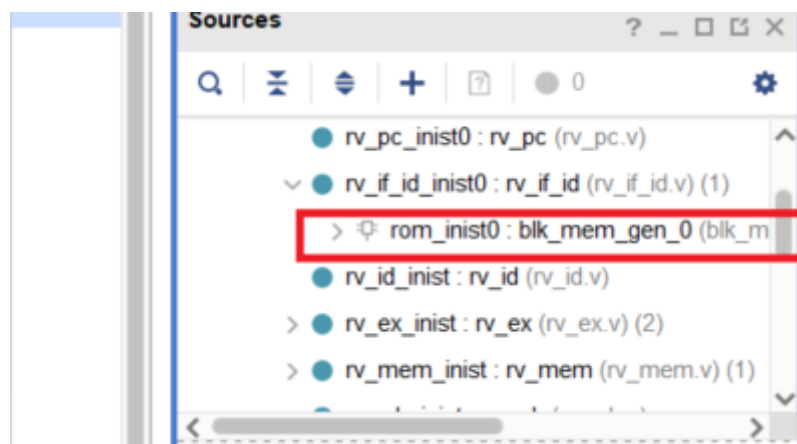 Sources
? 0
rv_pc_inist0 : rv_pc (rv_pc.v)
rv_if_id_inist0 : rv_if_id (rv_if_id.v) (1)
rom_inist0 : blk_mem_gen_0 (blk_m
rv_id_inist : rv_id (rv_id.v)
rv_ex_inist : rv_ex (rv_ex.v) (2)
rv_mem_inist : rv_mem (rv_mem.v) (1)